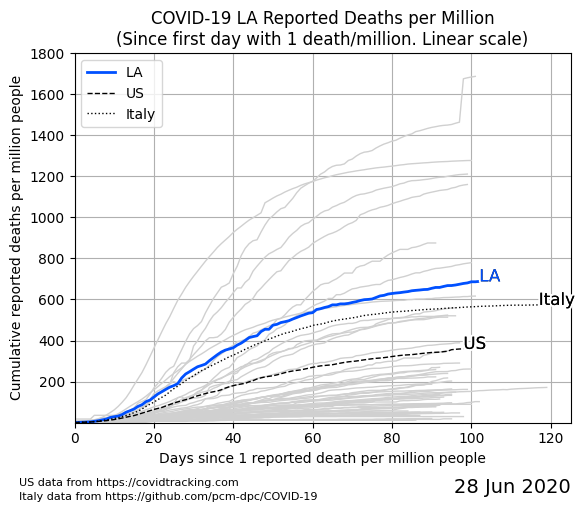 COVID-19 LA Reported Deaths per Million
(Since first day with 1 death/million. Linear scale)
Cumulative reported deaths per million people
1800
1600
1400
1200
1000
800
600
400
200
LA
US
Italy
LA
Italy
US
0 20 40 60 80 100 120
Days since 1 reported death per million people
US data from https://covidtracking.com
Italy data from https://github.com/pcm-dpc/COVID-19
28 Jun 2020